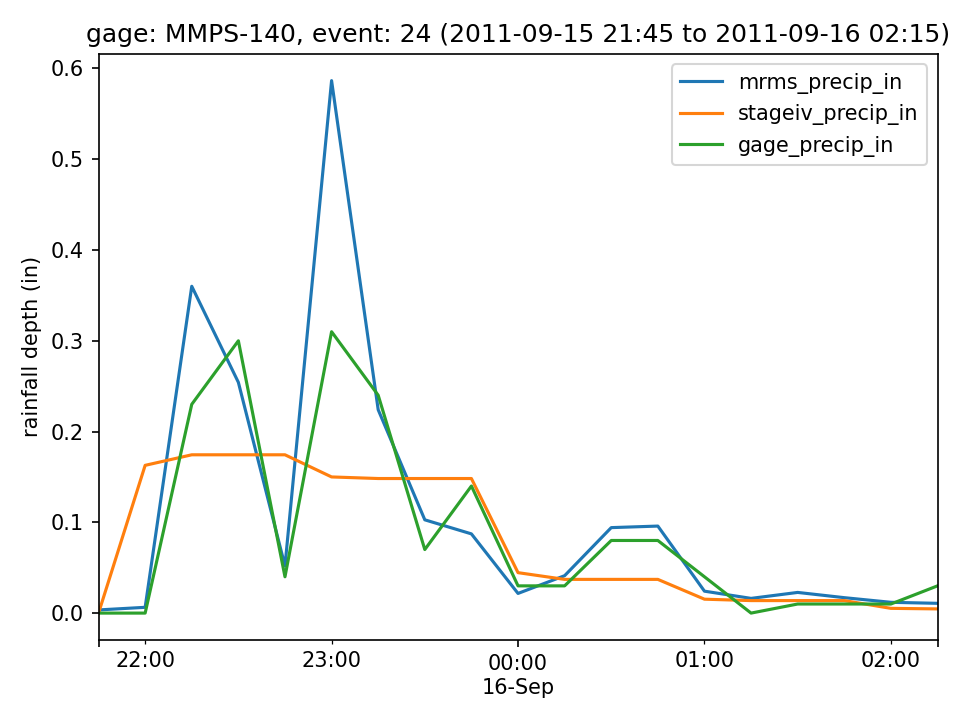 gage: MMPS-140, event: 24 (2011-09-15 21:45 to 2011-09-16 02:15)
mrms_precip_in
stageiv_precip_in
gage_precip_in
rainfall depth (in)
0.6
0.5
0.4
0.3
0.2
0.1
0.0
22:00
23:00
00:00
01:00
02:00
16-Sep